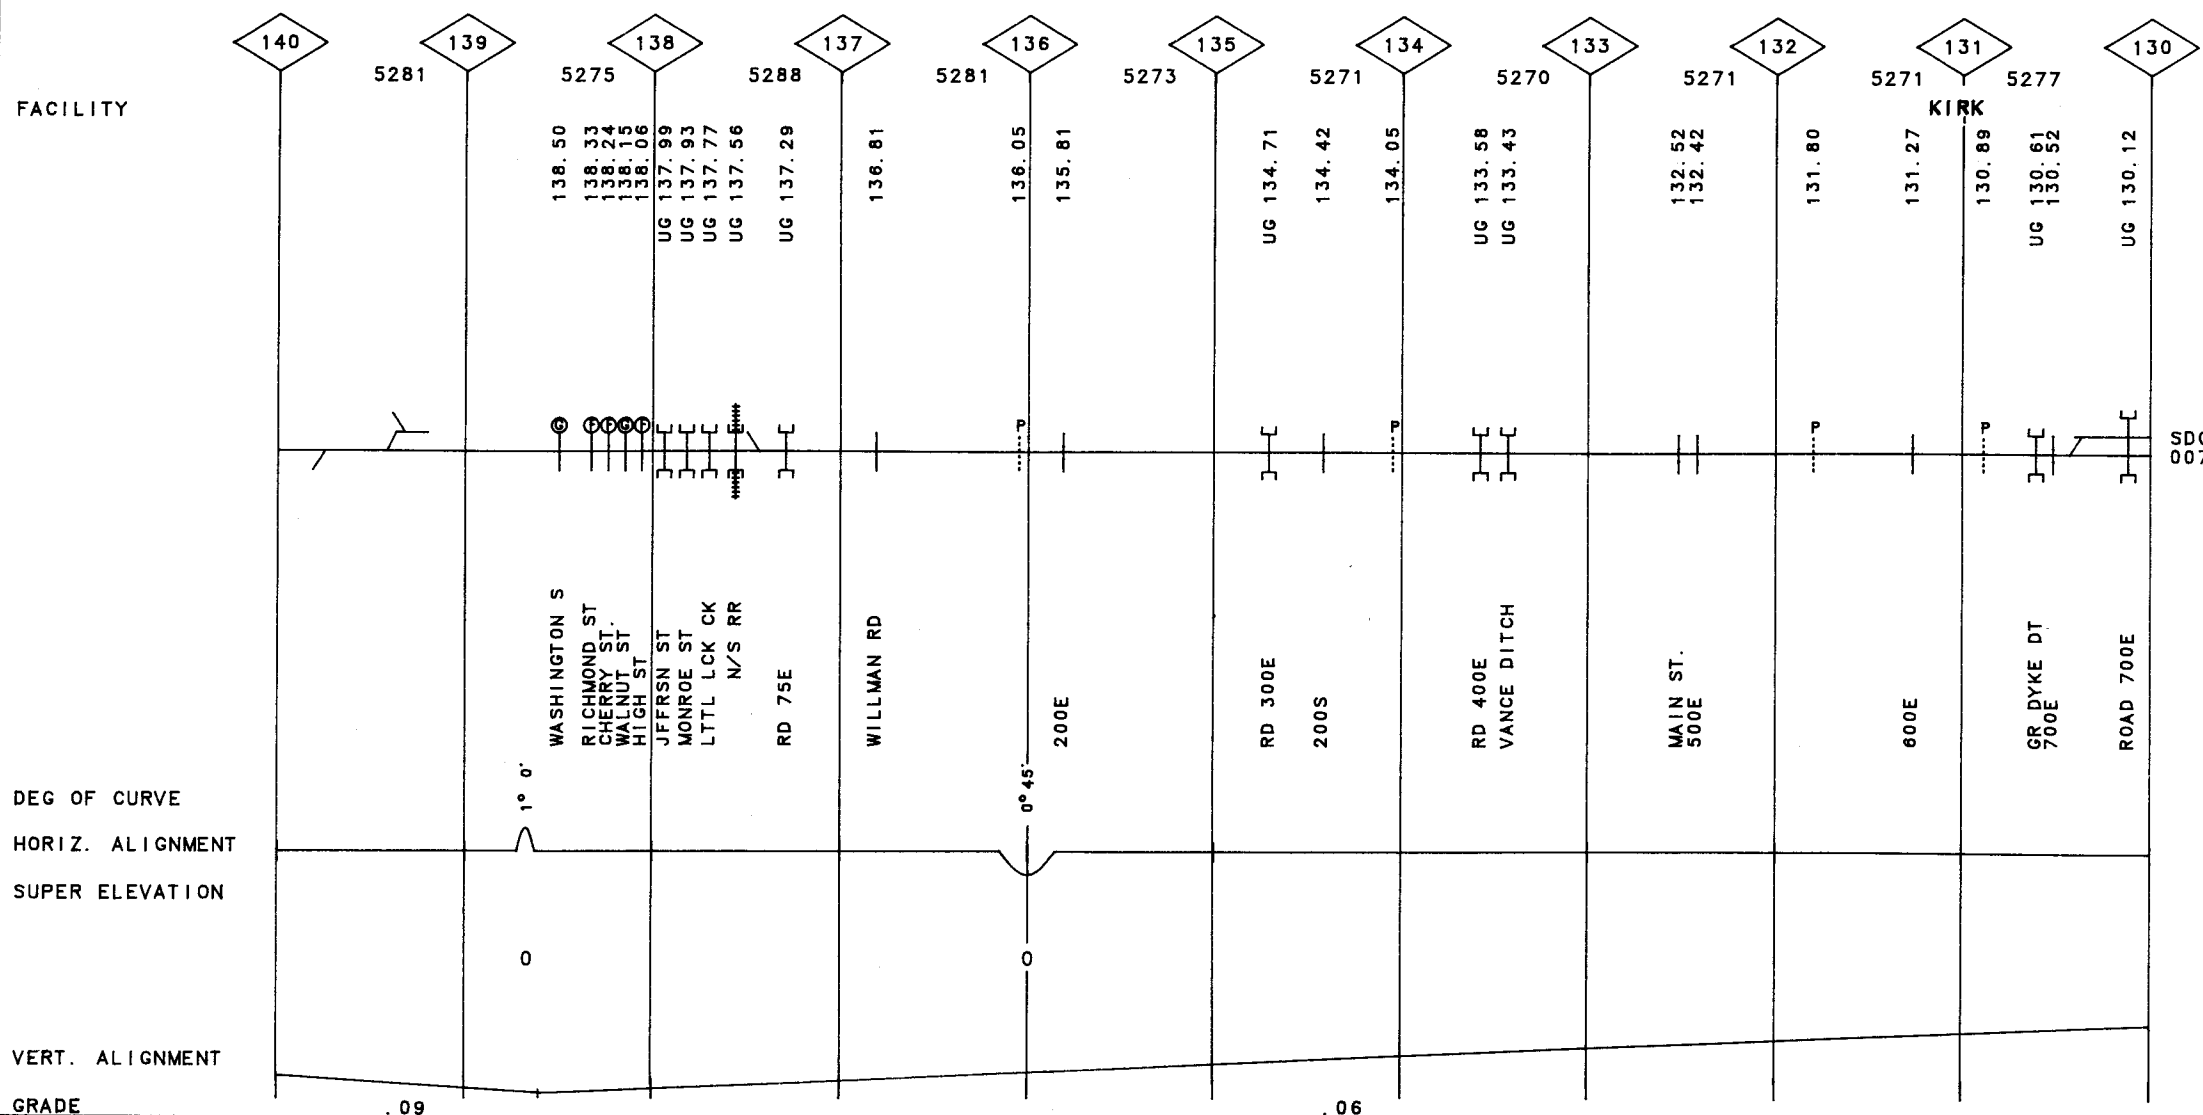 140 139 138 137 136 135 134 133 132 131 130
5281 5275 5288 5281 5273 5271 5270 5271 5271 5277
FACILITY
KIRK
138.50
138.33
138.24
138.15
138.06
UG 137.99
UG 137.93
UG 137.77
UG 137.56
UG 137.29
136.81
136.05
135.81
UG 134.71
134.42
134.05
UG 133.58
UG 133.43
132.52
132.42
131.80
131.27
130.89
UG 130.61
130.52
UG 130.12
G F F G F P P P P
007
WASHINGTON S
RICHMOND ST
CHERRY ST.
WALNUT ST
HIGH ST
JFFRSN ST
MONROE ST
LTTL LCK CK
N/S RR
RD 75E
WILLMAN RD
200E
RD 300E
200S
RD 400E
VANCE DITCH
MAIN ST.
500E
600E
GR DYKE DT
700E
ROAD 700E
DEG OF CURVE
1° 0'
0° 45'
HORIZ. ALIGNMENT
SUPER ELEVATION
0 0
VERT. ALIGNMENT
GRADE
.09 .06